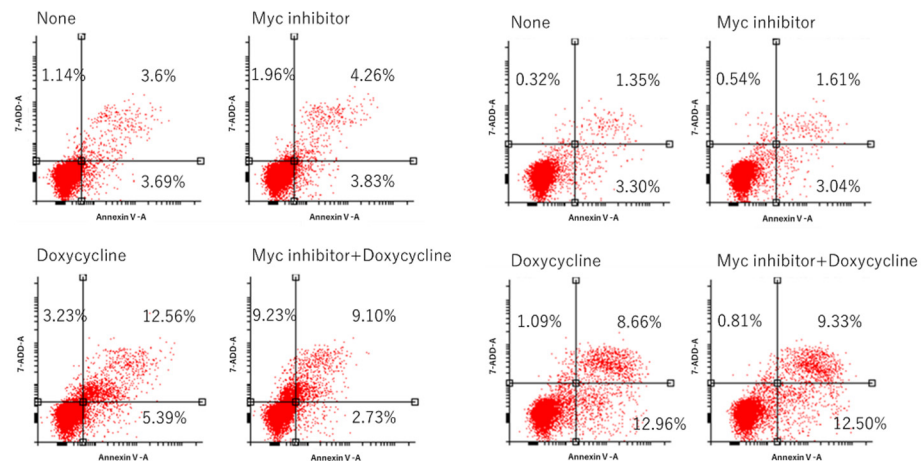 None
Myc inhibitor
None
Myc inhibitor
1.14%
3.6%
3.69%
7-ADD-A
Annexin V -A
1.96%
4.26%
3.83%
7-ADD-A
Annexin V -A
0.32%
1.35%
3.30%
7-ADD-A
Annexin V -A
0.54%
1.61%
3.04%
7-ADD-A
Annexin V -A
Doxycycline
Myc inhibitor+Doxycycline
Doxycycline
Myc inhibitor+Doxycycline
3.23%
12.56%
5.39%
7-ADD-A
Annexin V -A
9.23%
9.10%
2.73%
7-ADD-A
Annexin V -A
1.09%
8.66%
12.96%
7-ADD-A
Annexin V -A
0.81%
9.33%
12.50%
7-ADD-A
Annexin V -A